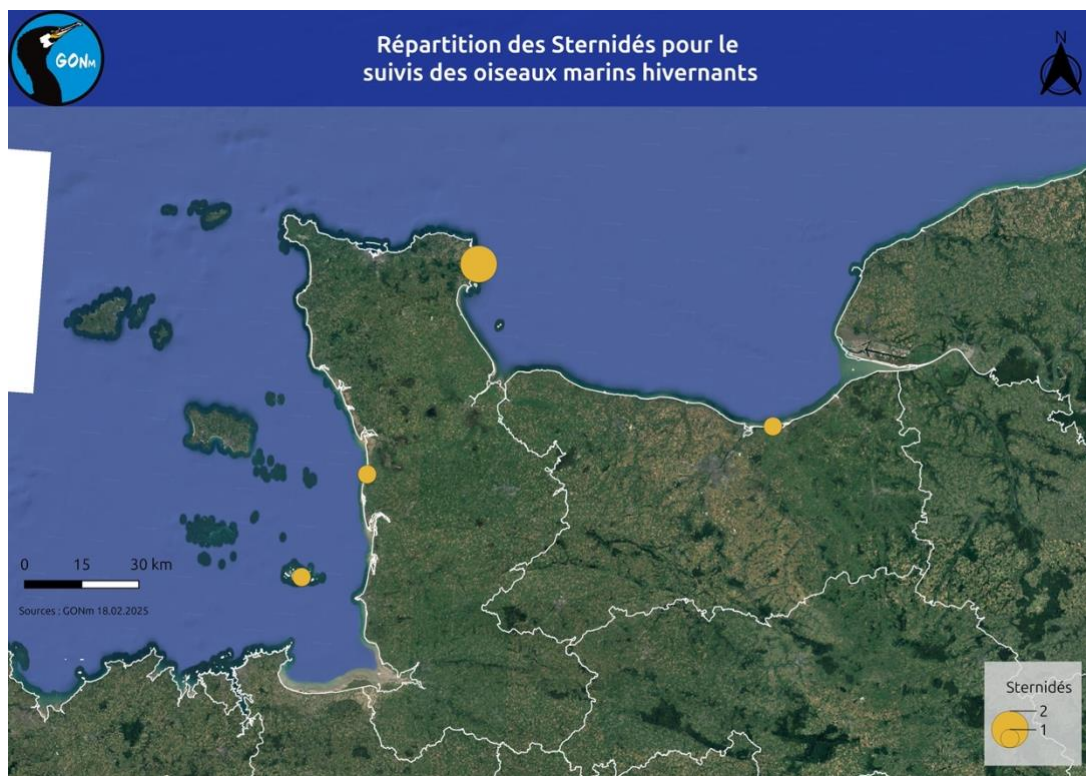 GONm
Répartition des Sternidés pour le
suivis des oiseaux marins hivernants
N
0 15 30 km
Sources : GONm 18.02.2025
Sternidés
2
1